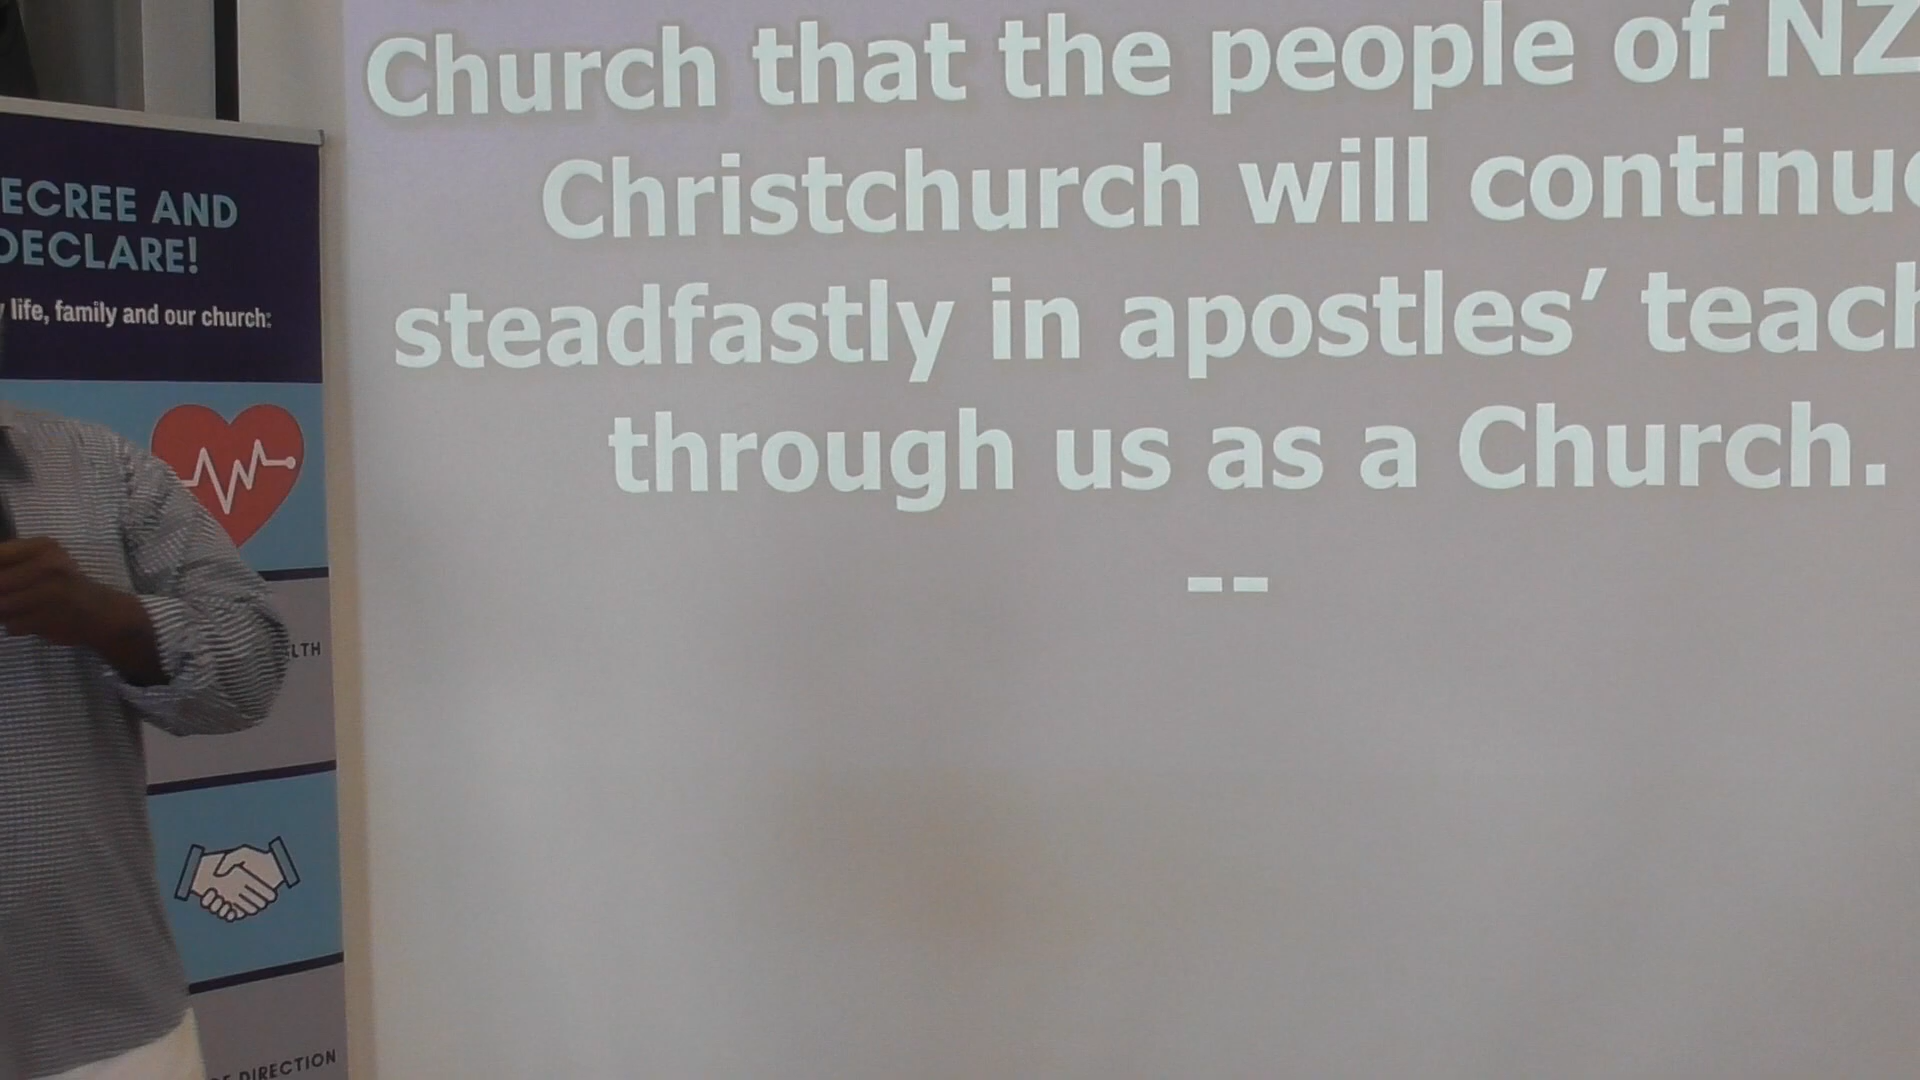 ECREE AND
DECLARE!
life, family and our church:
LTH
DIRECTION
Church that the people of NZ
Christchurch will continue
steadfastly in apostles’ teach
through us as a Church.
--